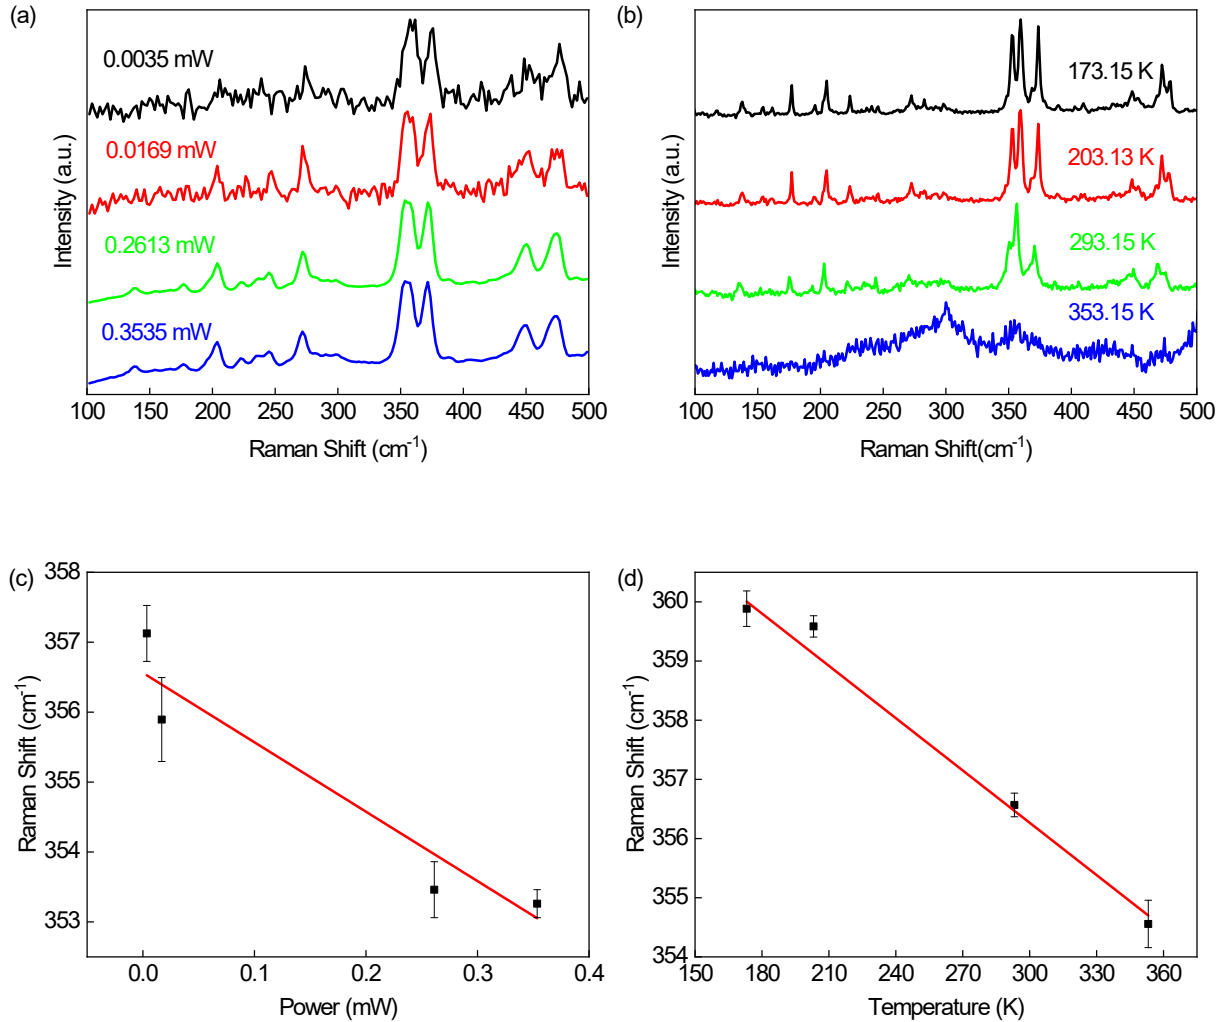 (a)
0.0035 mW
0.0169 mW
0.2613 mW
0.3535 mW
Intensity (a.u.)
100 150 200 250 300 350 400 450 500
Raman Shift (cm⁻¹)
(b)
173.15 K
203.13 K
293.15 K
353.15 K
Intensity (a.u.)
100 150 200 250 300 350 400 450 500
Raman Shift(cm⁻¹)
(c)
358
357
356
355
354
353
Raman Shift (cm⁻¹)
0.0 0.1 0.2 0.3 0.4
Power (mW)
(d)
360
359
358
357
356
355
354
Raman Shift (cm⁻¹)
150 180 210 240 270 300 330 360
Temperature (K)